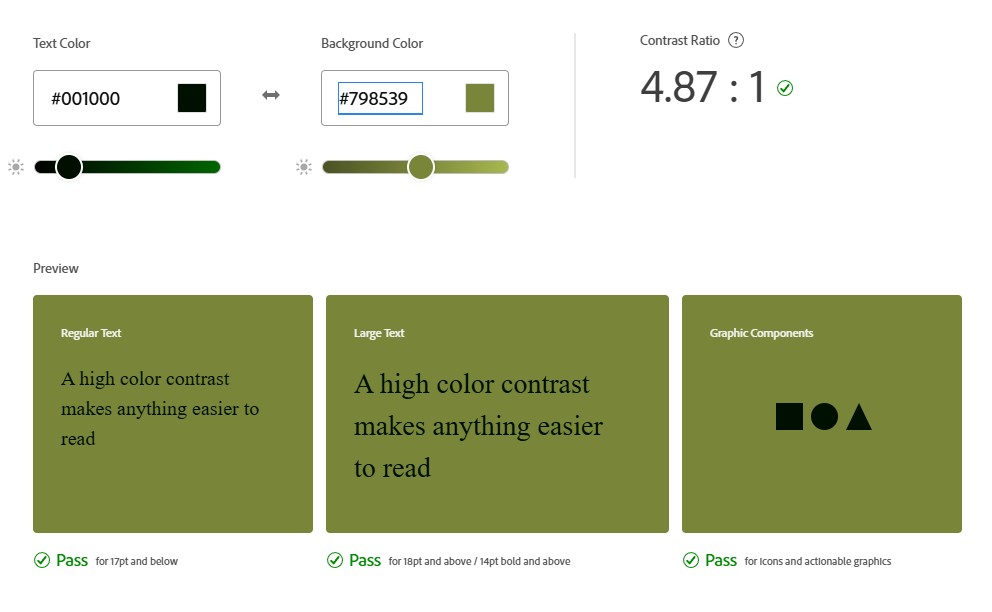 Text Color
Background Color
Contrast Ratio ?
#001000
#798539
4.87 : 1
Preview
Regular Text
A high color contrast
makes anything easier to
read
Large Text
A high color contrast
makes anything easier
to read
Graphic Components
Pass for 17pt and below
Pass for 18pt and above / 14pt bold and above
Pass for icons and actionable graphics